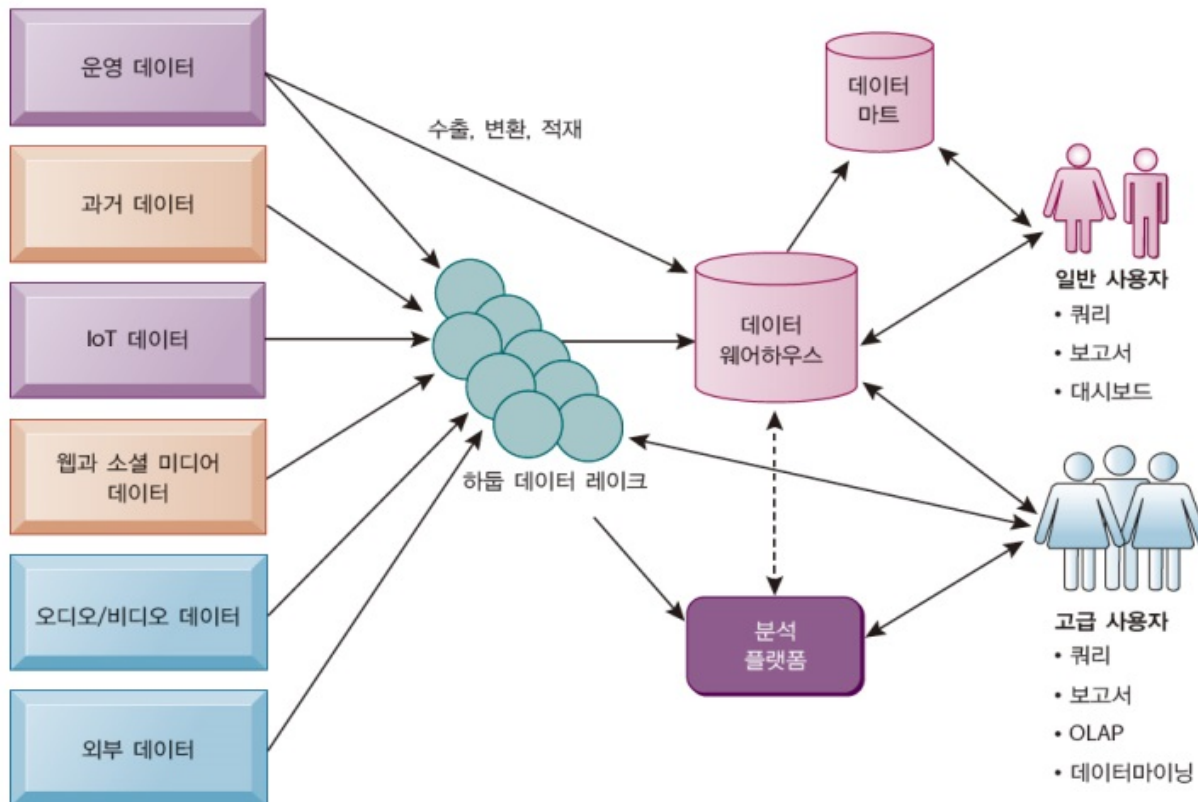 운영 데이터
과거 데이터
IoT 데이터
웹과 소셜 미디어
데이터
오디오/비디오 데이터
외부 데이터
수출, 변환, 적재
하둡 데이터 레이크
데이터
마트
데이터
웨어하우스
분석
플랫폼
일반 사용자
• 쿼리
• 보고서
• 대시보드
고급 사용자
• 쿼리
• 보고서
• OLAP
• 데이터마이닝